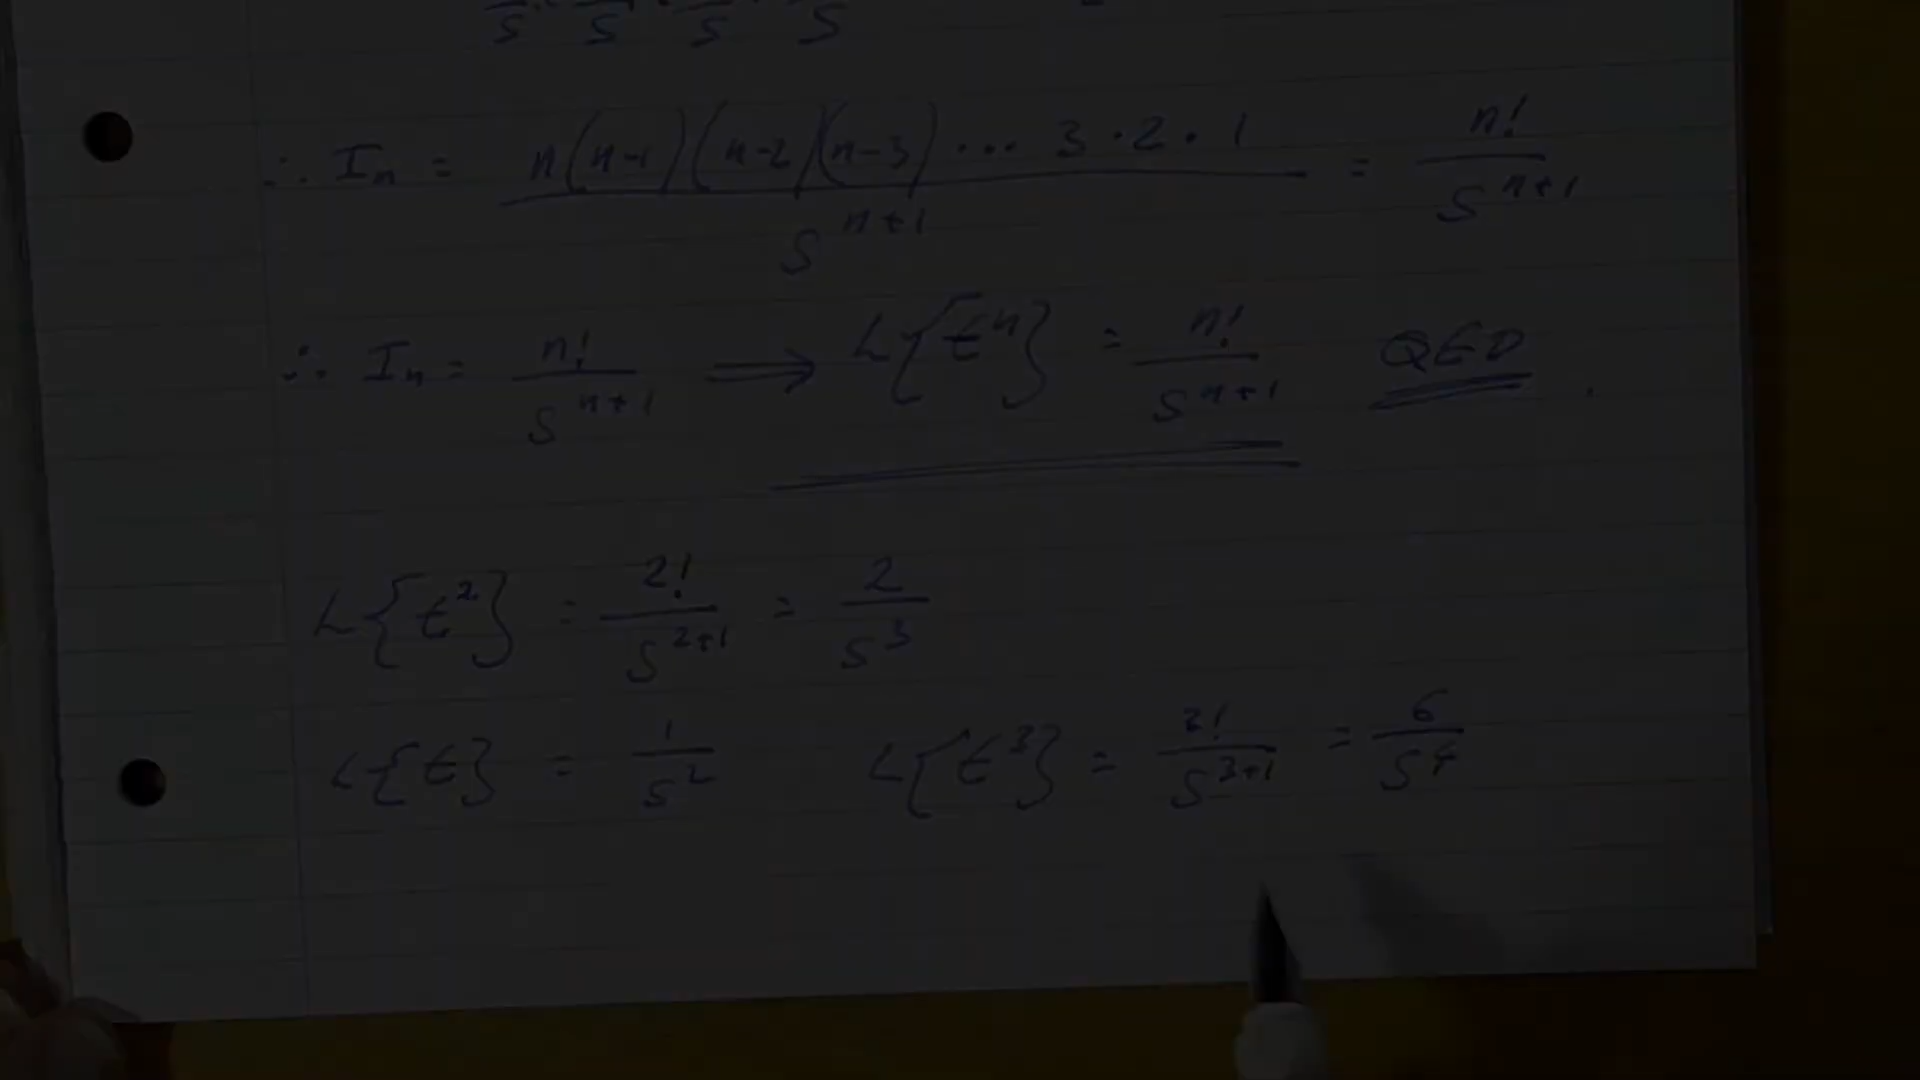 s s s s
∴ Iₙ = n(n-1)(n-2)(n-3) ... 3 · 2 · 1 / s^(n+1) = n! / s^(n+1)
∴ Iₙ = n! / s^(n+1) ⟹ L{tⁿ} = n! / s^(n+1) QED
L{t²} = 2! / s^(2+1) = 2 / s³
L{t} = 1 / s² L{t³} = 3! / s^(3+1) = 6 / s⁴